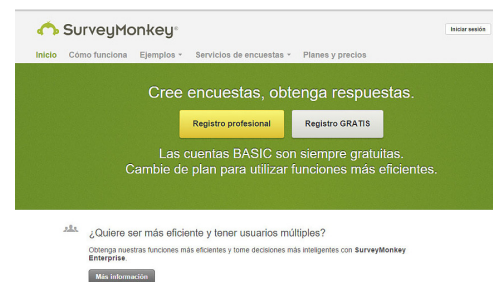 SurveyMonkey®
Iniciar sesión
Inicio Cómo funciona Ejemplos Servicios de encuestas Planes y precios
Cree encuestas, obtenga respuestas.
Registro profesional Registro GRATIS
Las cuentas BASIC son siempre gratuitas.
Cambie de plan para utilizar funciones más eficientes.
¿Quiere ser más eficiente y tener usuarios múltiples?
Obtenga nuestras funciones más eficientes y tome decisiones más inteligentes con SurveyMonkey
Enterprise.
Más información